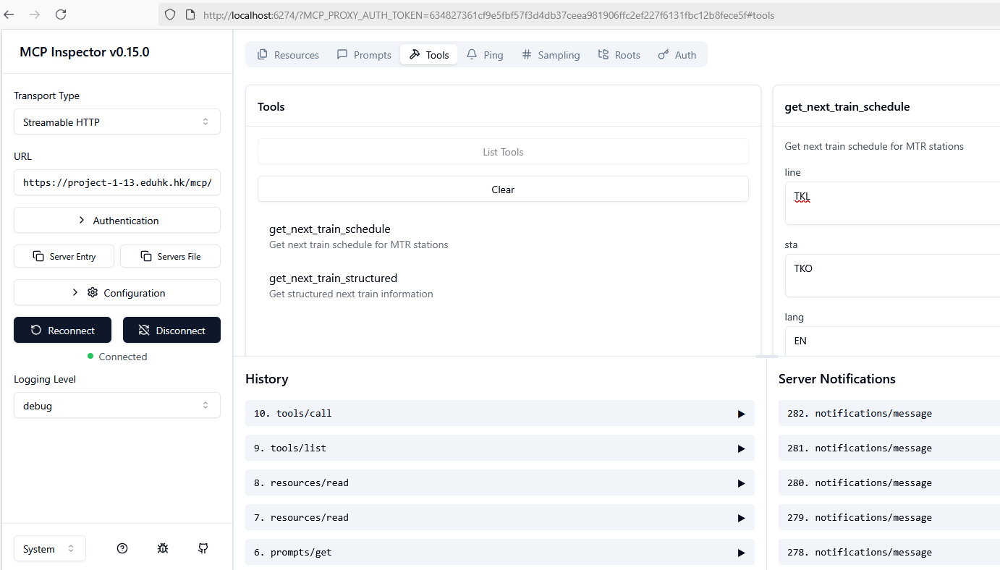 http://localhost:6274/?MCP_PROXY_AUTH_TOKEN=634827361cf9e5fbf57f3d4db37ceea981906ffc2ef227f6131fbc12b8fece5f#tools
MCP Inspector v0.15.0
Transport Type
Streamable HTTP
URL
https://project-1-13.eduhk.hk/mcp/
Authentication
Server Entry
Servers File
Configuration
Reconnect
Disconnect
Connected
Logging Level
debug
System
Resources
Prompts
Tools
Ping
Sampling
Roots
Auth
Tools
List Tools
Clear
get_next_train_schedule
Get next train schedule for MTR stations
get_next_train_structured
Get structured next train information
get_next_train_schedule
Get next train schedule for MTR stations
line
TKL
sta
TKO
lang
EN
History
10. tools/call
9. tools/list
8. resources/read
7. resources/read
6. prompts/get
Server Notifications
282. notifications/message
281. notifications/message
280. notifications/message
279. notifications/message
278. notifications/message